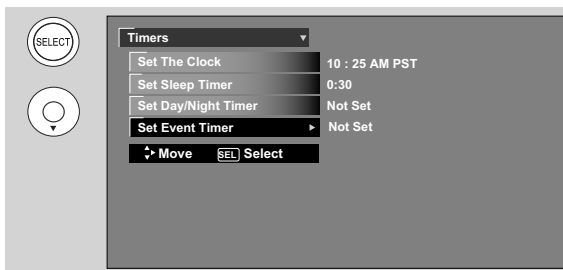 SELECT
Timers
Set The Clock 10 : 25 AM PST
Set Sleep Timer 0:30
Set Day/Night Timer Not Set
Set Event Timer Not Set
Move SEL Select